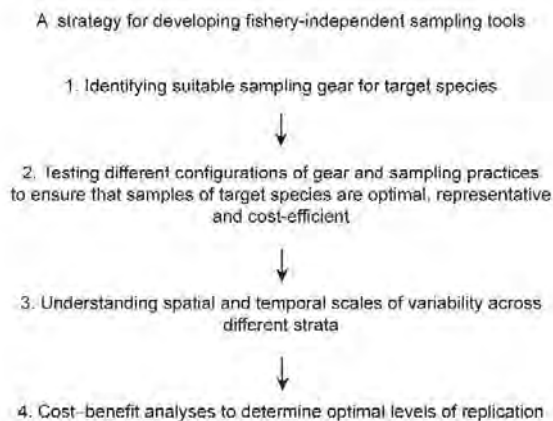 A strategy for developing fishery-independent sampling tools
1. Identifying suitable sampling gear for target species
2. Testing different configurations of gear and sampling practices
to ensure that samples of target species are optimal, representative
and cost-efficient
3. Understanding spatial and temporal scales of variability across
different strata
4. Cost–benefit analyses to determine optimal levels of replication